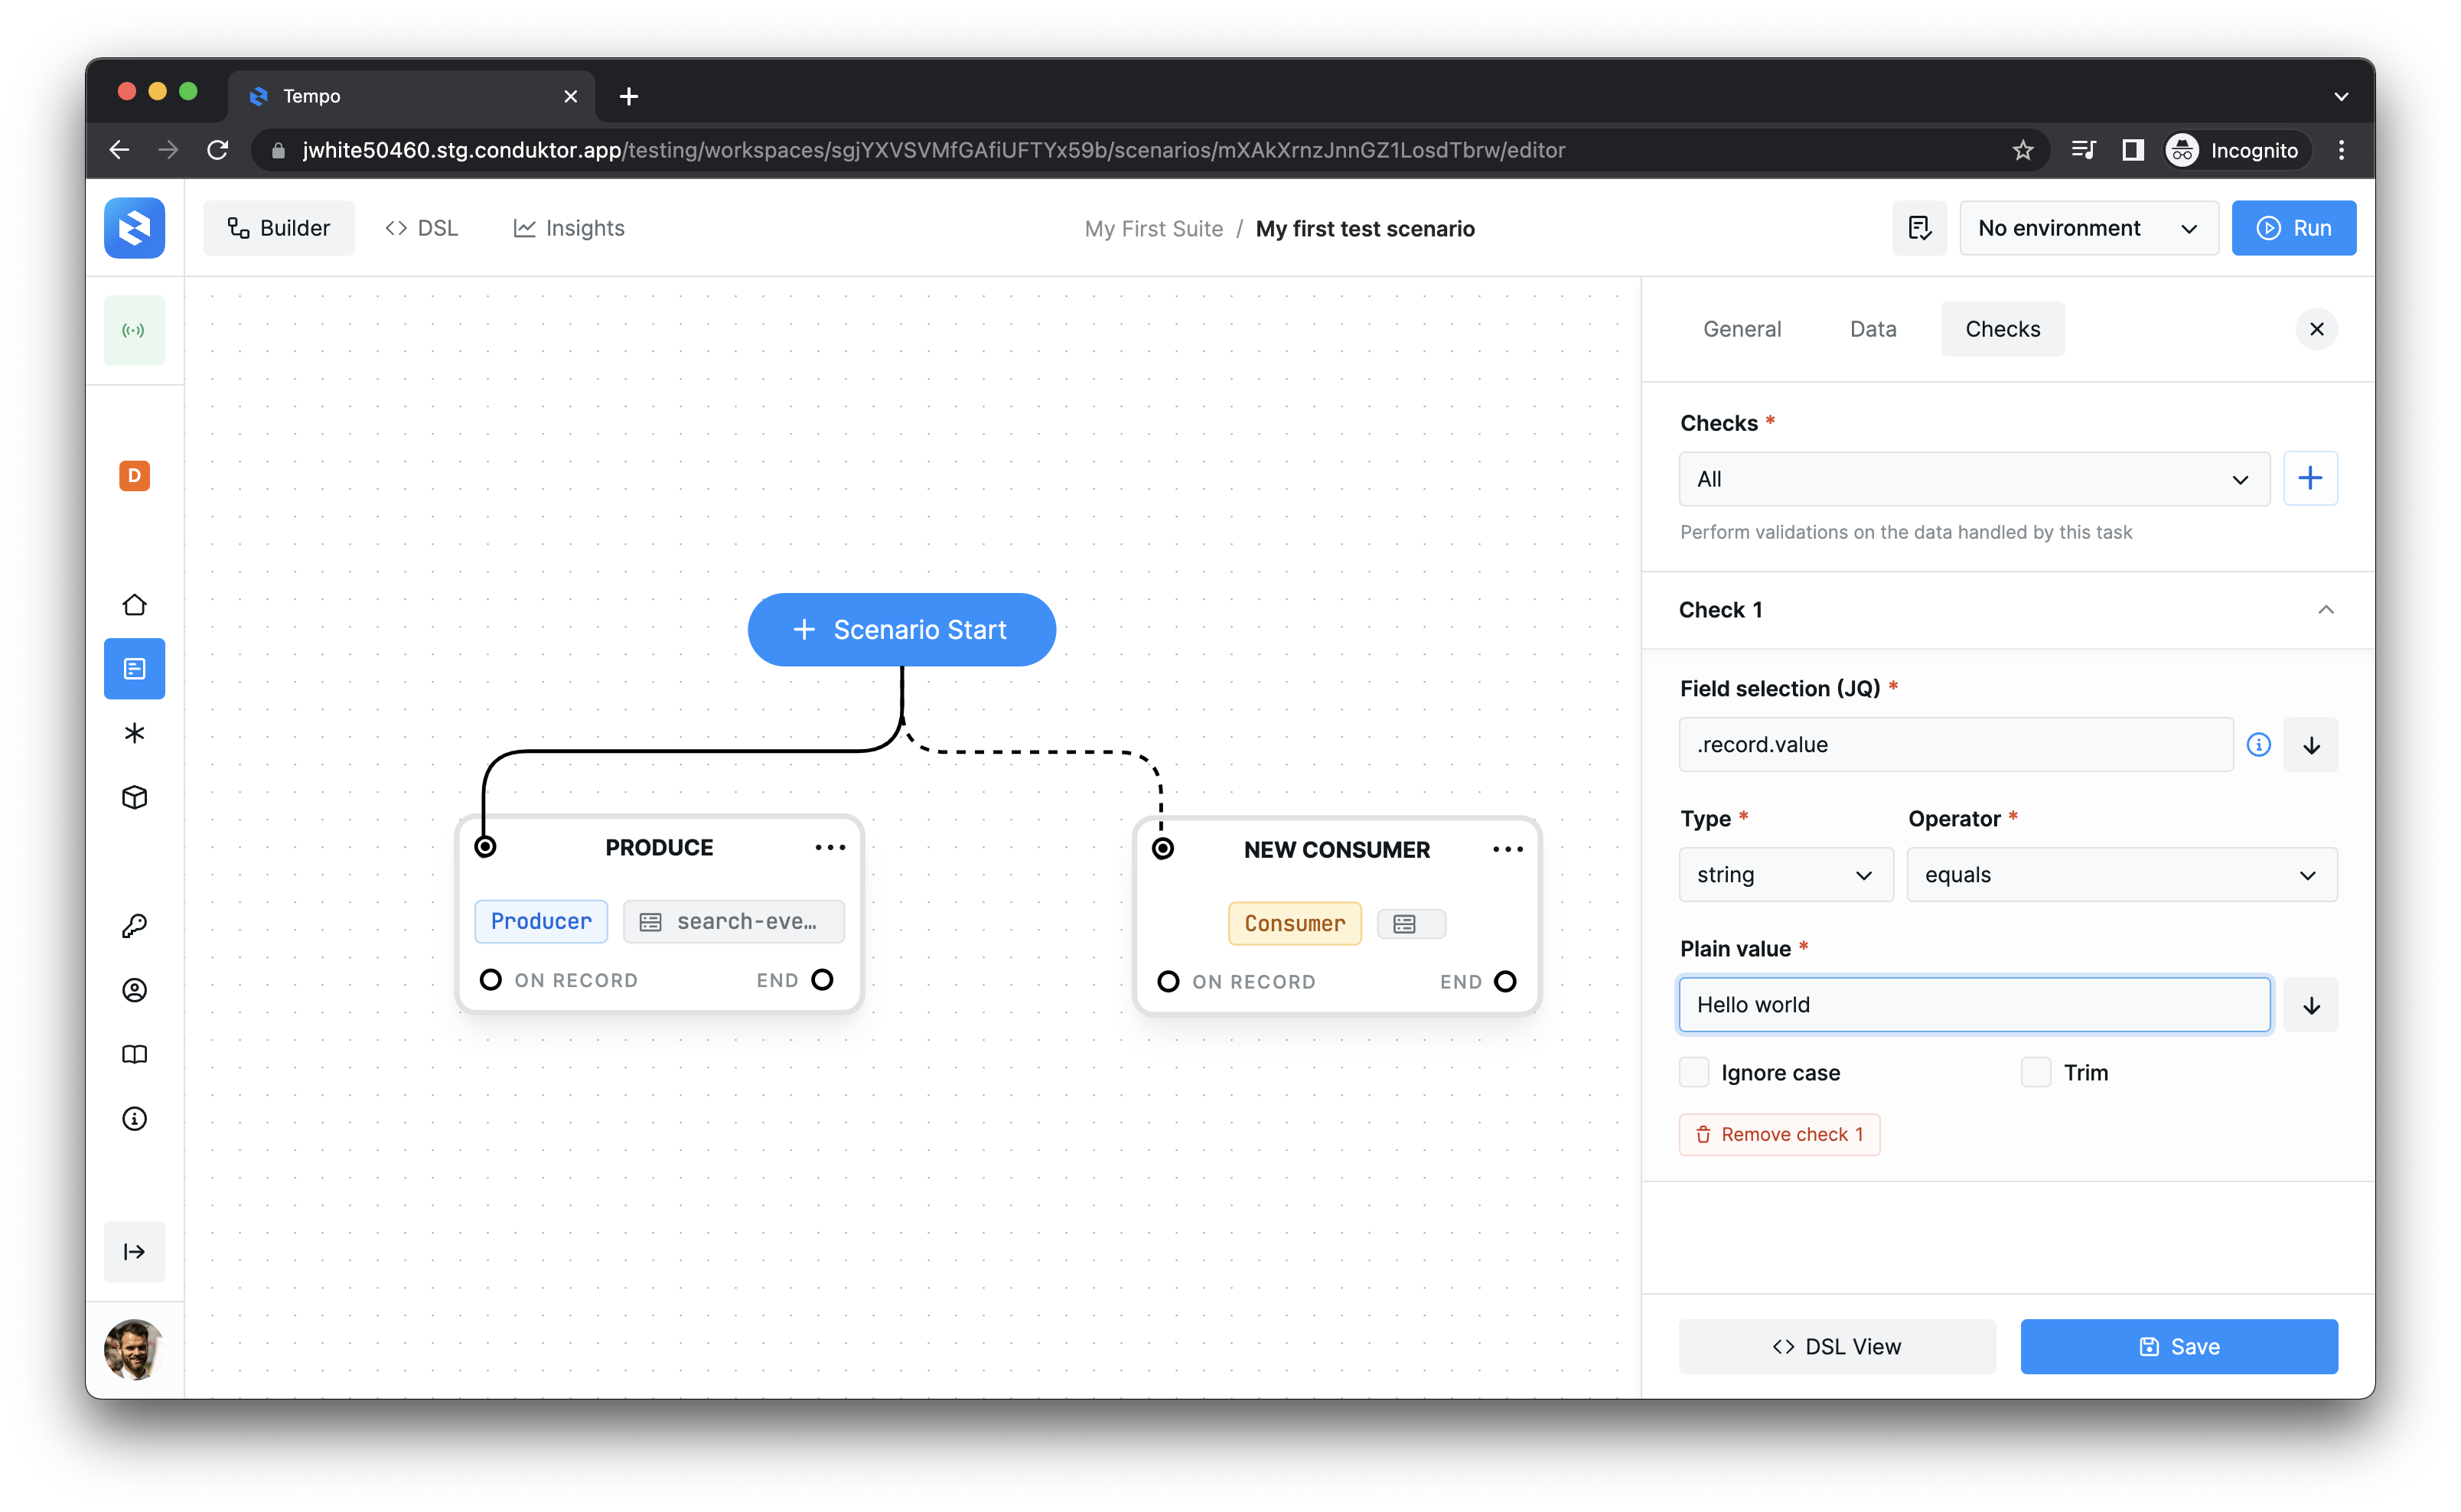 Tempo
jwhite50460.stg.conduktor.app/testing/workspaces/sgjYXVSVMfGAfiUFTYx59b/scenarios/mXAkXrnzJnnGZ1LosdTbrw/editor
Incognito
Builder
DSL
Insights
My First Suite / My first test scenario
No environment
Run
D
Scenario Start
PRODUCE
Producer
search-eve...
ON RECORD
END
NEW CONSUMER
Consumer
ON RECORD
END
General
Data
Checks
Checks *
All
Perform validations on the data handled by this task
Check 1
Field selection (JQ) *
.record.value
Type *
Operator *
string
equals
Plain value *
Hello world
Ignore case
Trim
Remove check 1
<> DSL View
Save